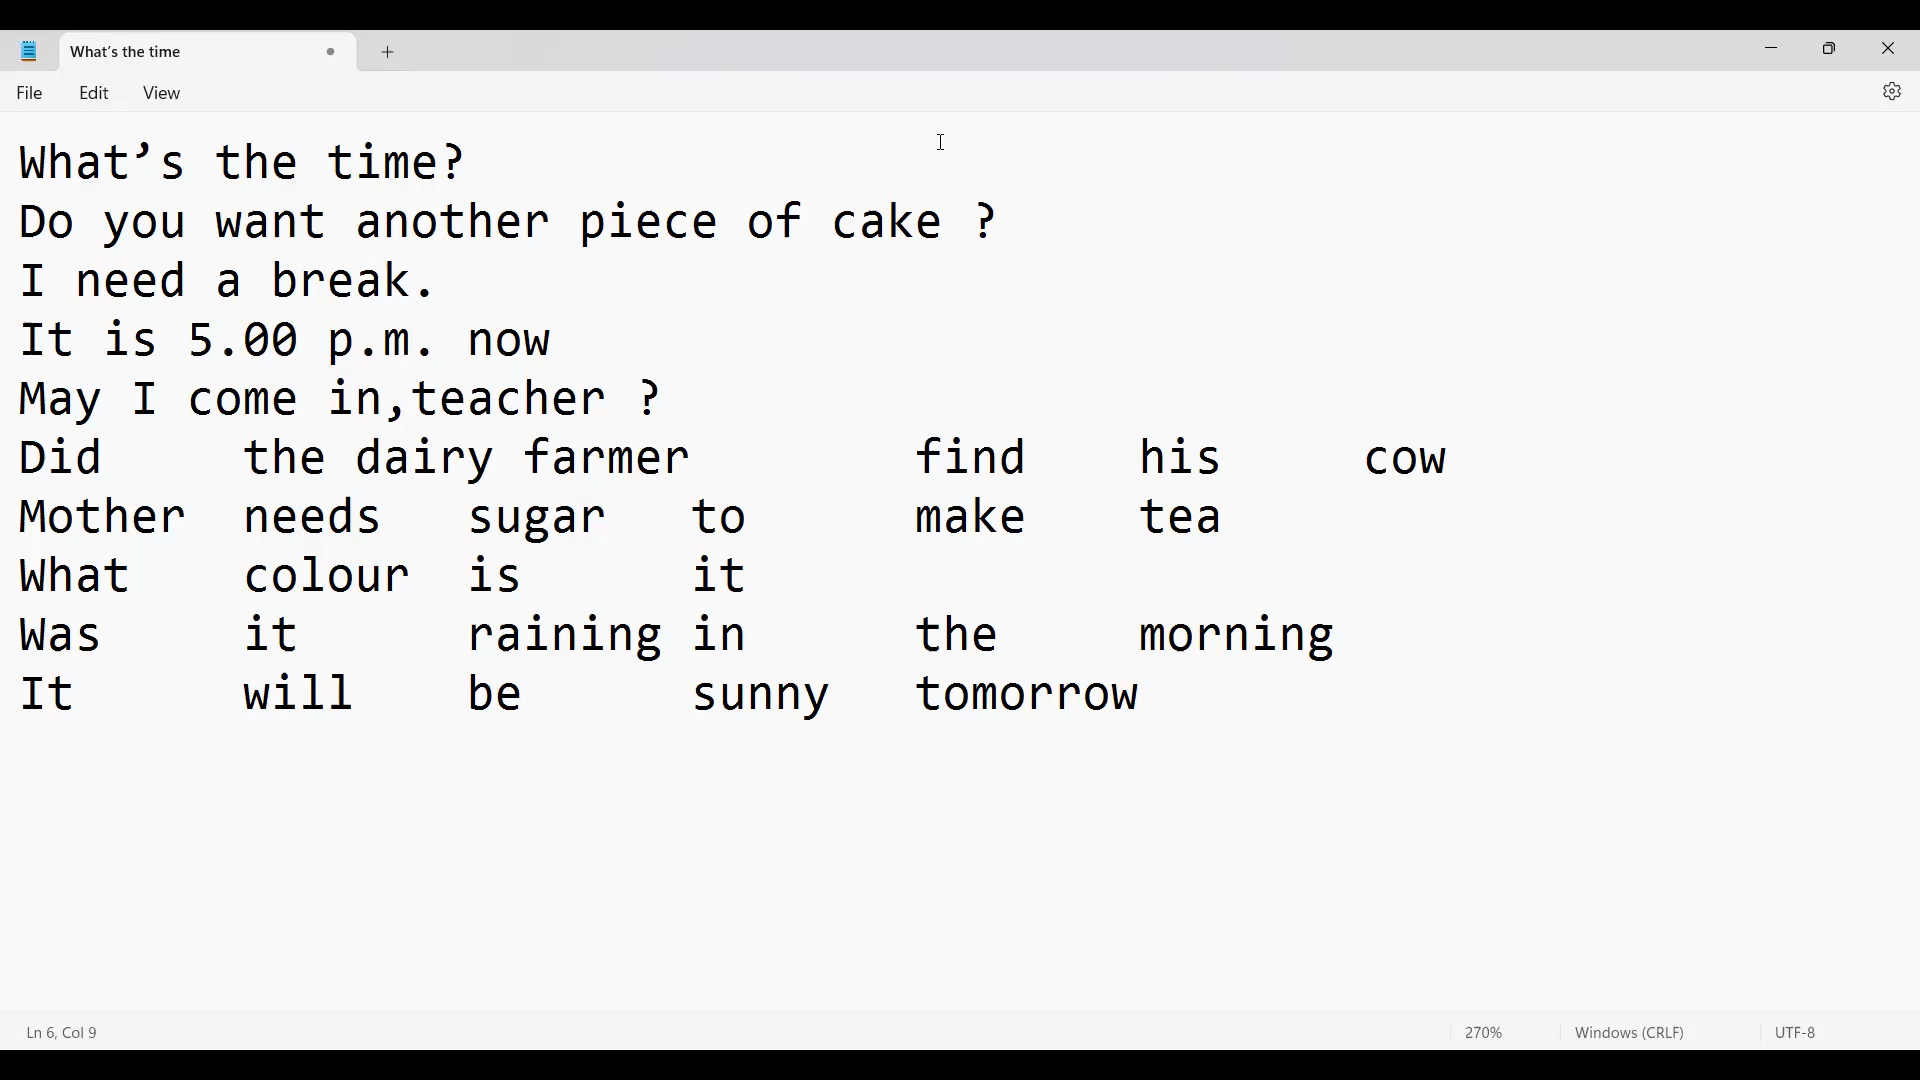 What's the time
File Edit View
What’s the time?
Do you want another piece of cake ?
I need a break.
It is 5.00 p.m. now
May I come in,teacher ?
Did the dairy farmer find his cow
Mother needs sugar to make tea
What colour is it
Was it raining in the morning
It will be sunny tomorrow
Ln 6, Col 9 270% Windows (CRLF) UTF-8